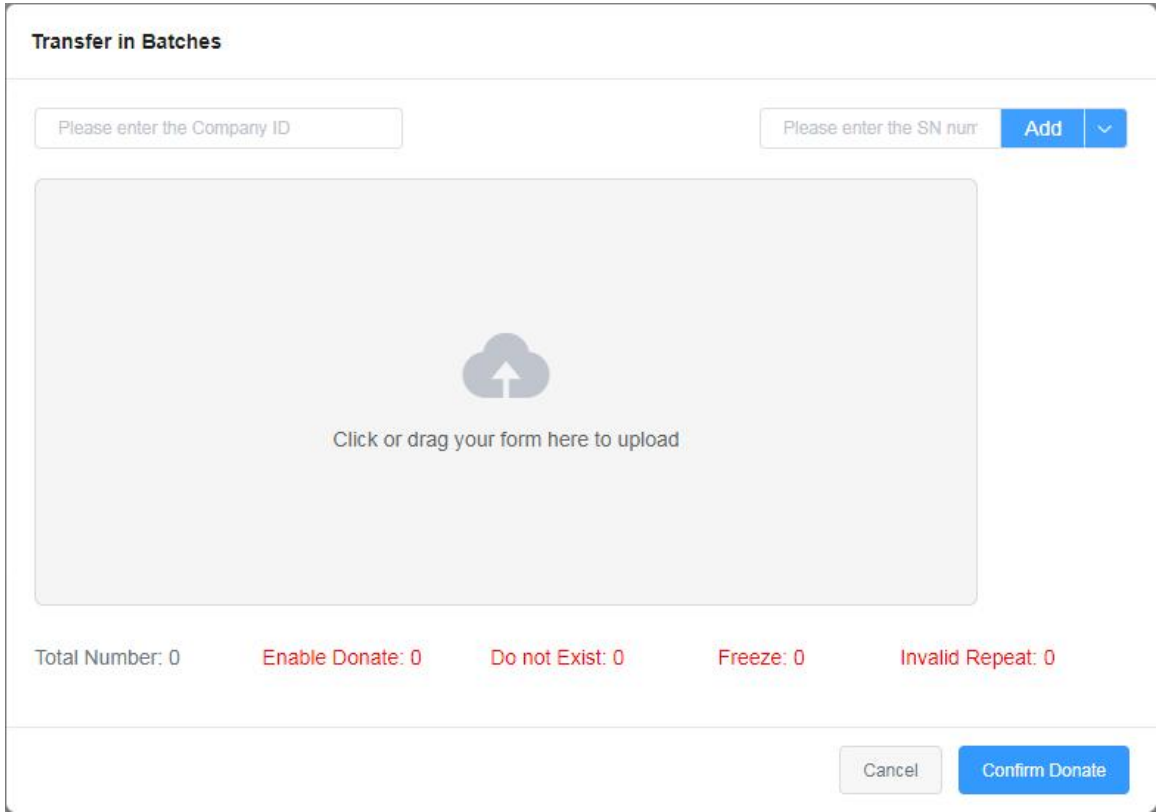 Transfer in Batches
Please enter the Company ID
Please enter the SN num
Add
Click or drag your form here to upload
Total Number: 0 Enable Donate: 0 Do not Exist: 0 Freeze: 0 Invalid Repeat: 0
Cancel Confirm Donate